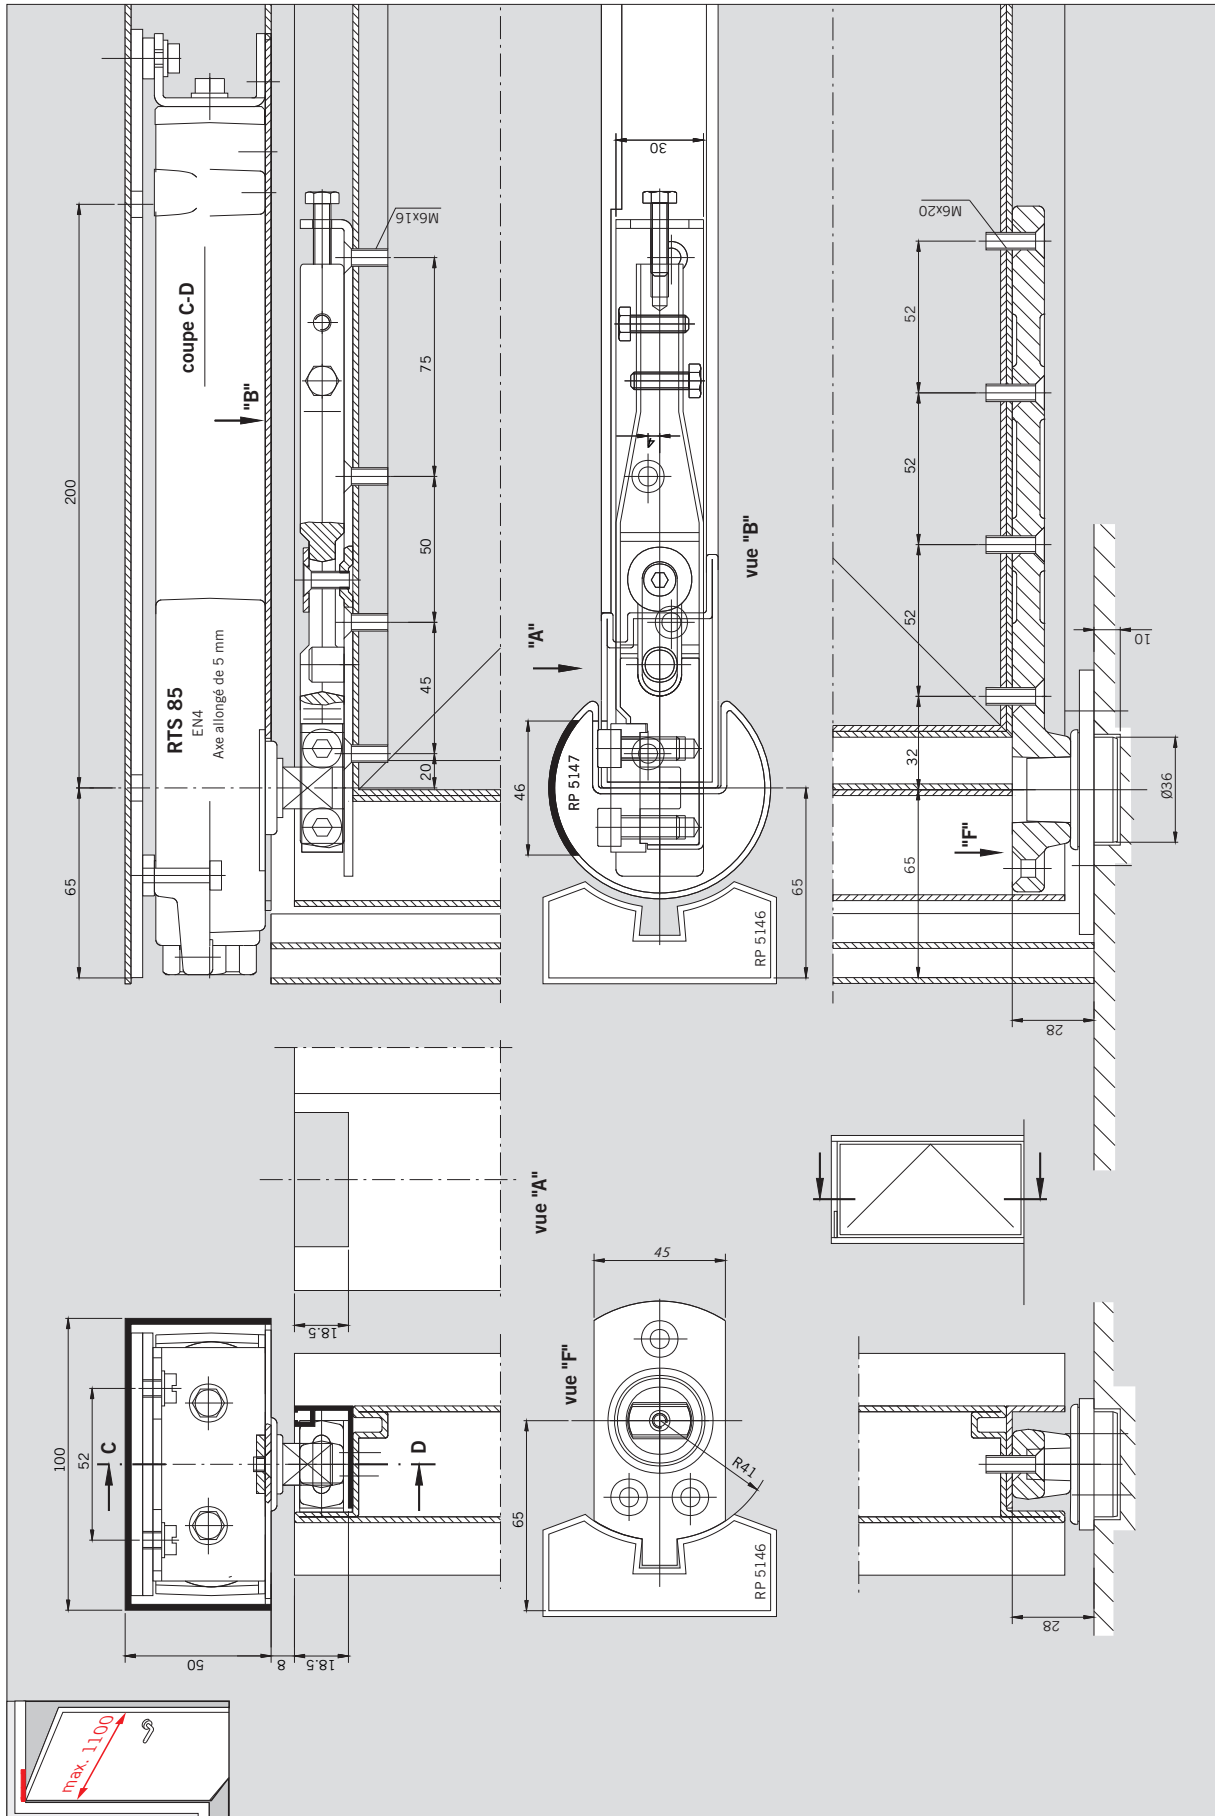 200
65
coupe C-D
"B"
RTS 85
EN4
Axe allongé de 5 mm
M6x16
75
50
45
20
30
4
"A"
vue "B"
46
RP 5147
65
RP 5146
M6x20
52
52
52
32
65
"F"
10
Ø36
28
18.5
vue "A"
100
52
C
D
50
8
18.5
45
vue "F"
R41
65
RP 5146
28
max. 1100